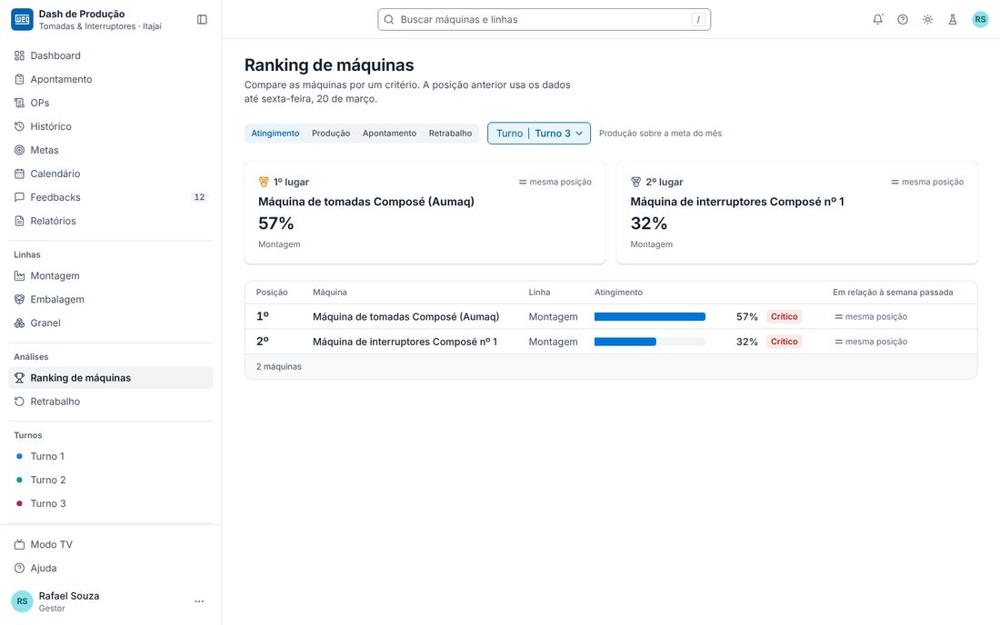 weg
Dash de Produção
Tomadas & Interruptores · Itajaí
Buscar máquinas e linhas
/
RS
Dashboard
Apontamento
OPs
Histórico
Metas
Calendário
Feedbacks 12
Relatórios
Linhas
Montagem
Embalagem
Granel
Análises
Ranking de máquinas
Retrabalho
Turnos
Turno 1
Turno 2
Turno 3
Modo TV
Ajuda
RS
Rafael Souza
Gestor
Ranking de máquinas
Compare as máquinas por um critério. A posição anterior usa os dados
até sexta-feira, 20 de março.
Atingimento Produção Apontamento Retrabalho Turno | Turno 3 Produção sobre a meta do mês
1º lugar = mesma posição
Máquina de tomadas Composé (Aumaq)
57%
Montagem
2º lugar = mesma posição
Máquina de interruptores Composé nº 1
32%
Montagem
Posição Máquina Linha Atingimento Em relação à semana passada
1º Máquina de tomadas Composé (Aumaq) Montagem 57% Crítico = mesma posição
2º Máquina de interruptores Composé nº 1 Montagem 32% Crítico = mesma posição
2 máquinas